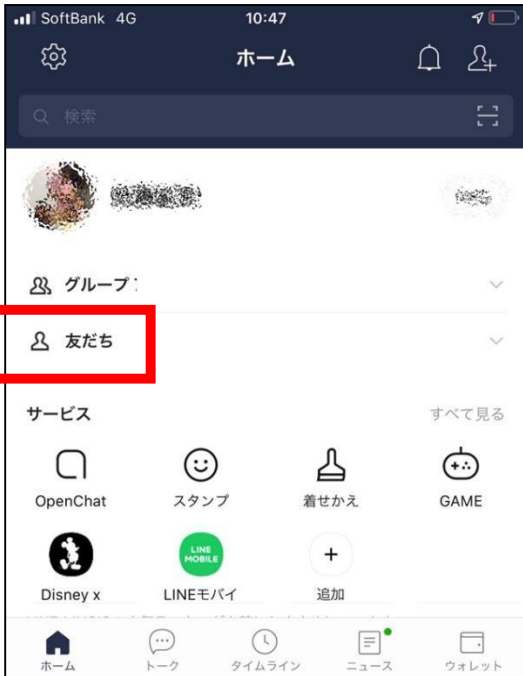 SoftBank 4G 10:47
ホーム
検索
グループ
友だち
サービス すべて見る
OpenChat スタンプ 着せかえ GAME
LINE
MOBILE
Disney x LINEモバイ 追加
ホーム トーク タイムライン ニュース ウォレット